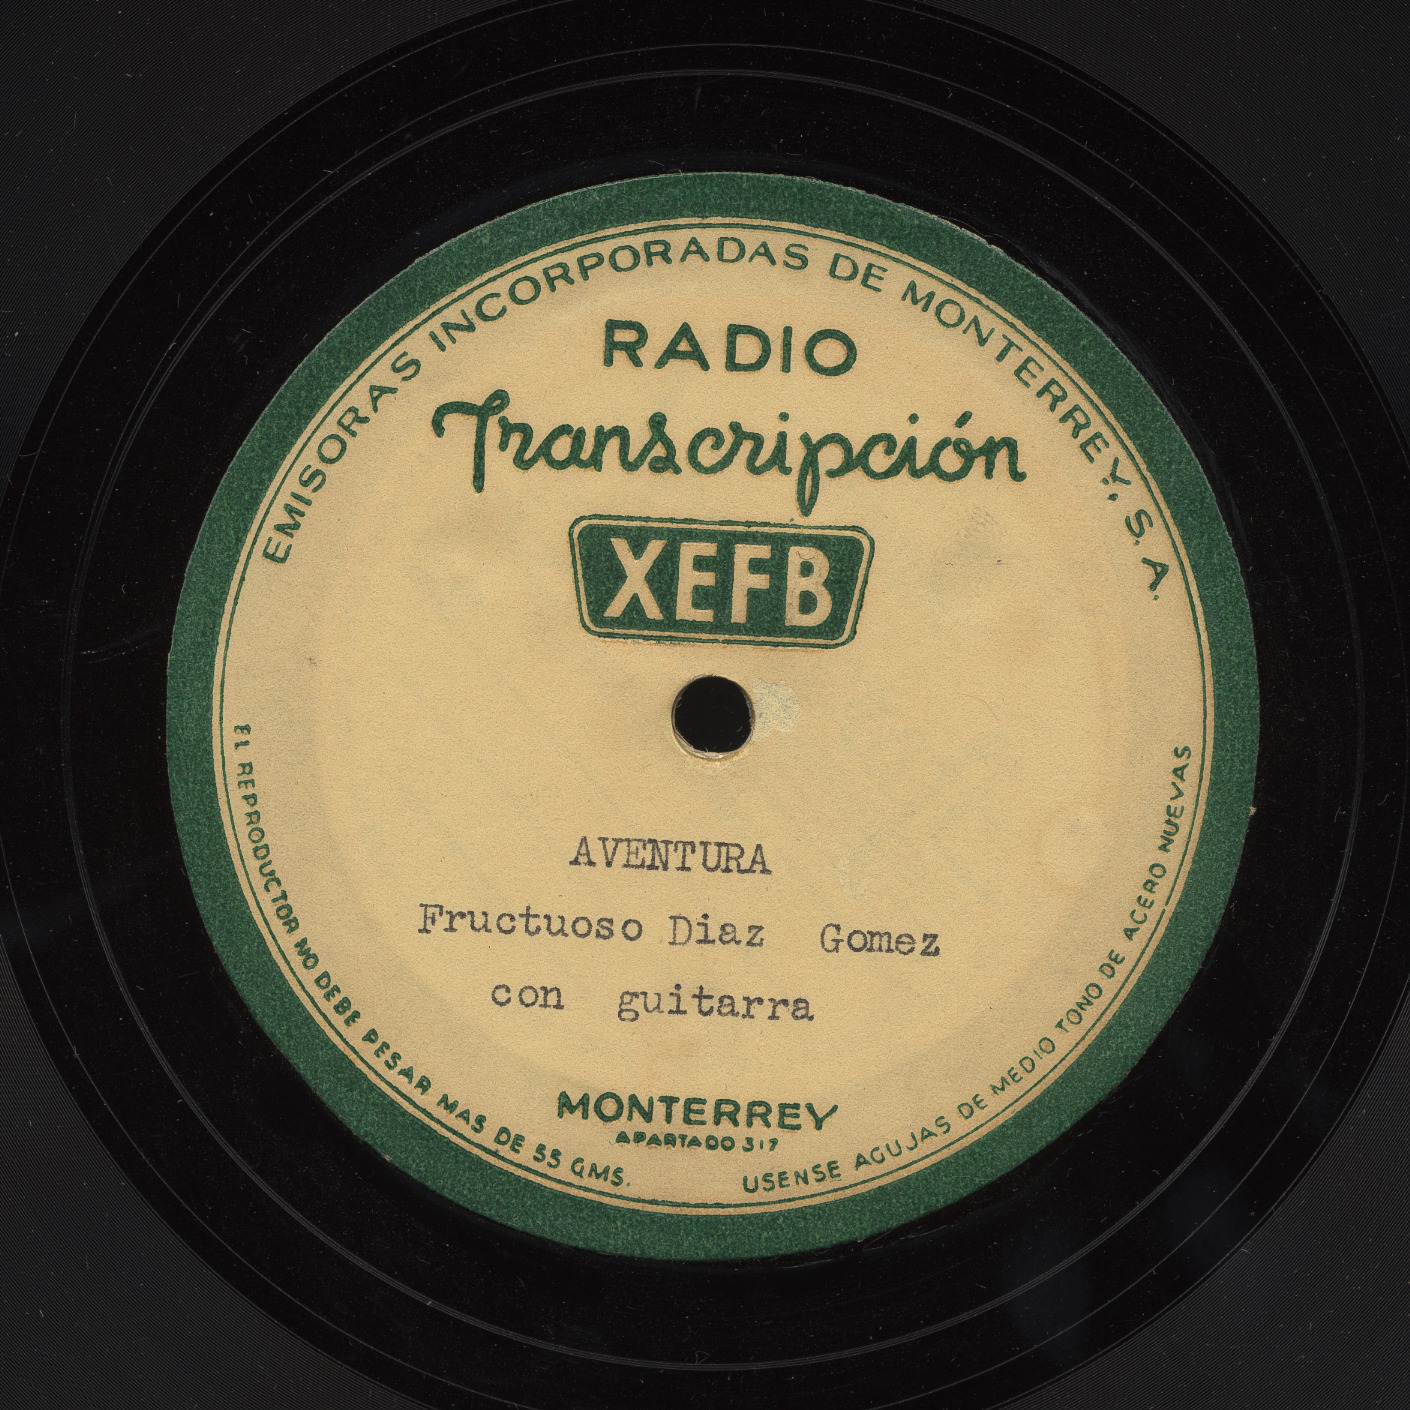 EMISORAS INCORPORADAS DE MONTERREY, S. A.
RADIO
Transcripción
XEFB
AVENTURA
Fructuoso Diaz Gomez
con guitarra
MONTERREY
APARTADO 317
EL REPRODUCTOR NO DEBE PESAR MAS DE 55 GMS.
USENSE AGUJAS DE MEDIO TONO DE ACERO NUEVAS